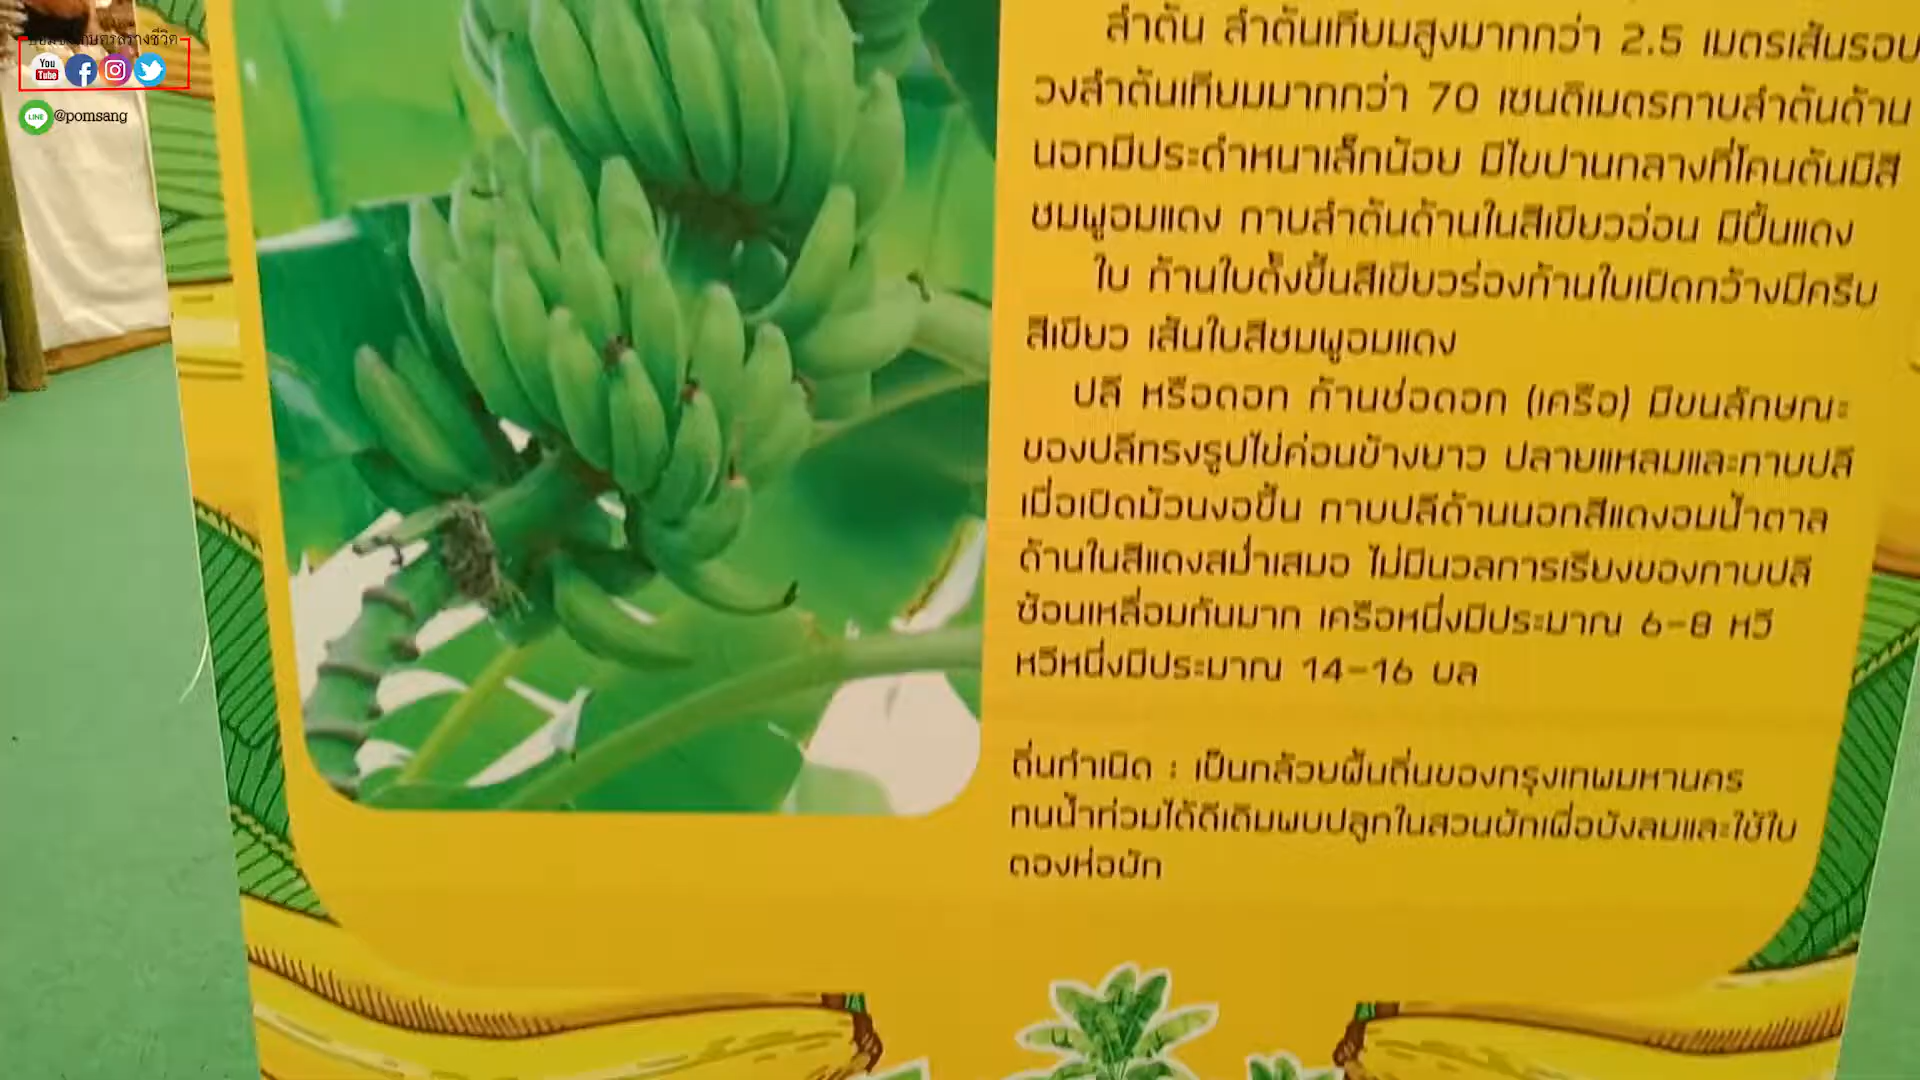 You
Tube
LINE
@pomsang
ลำต้น ลำต้นเทียมสูงมากกว่า 2.5 เมตรเส้นรอบ
วงลำต้นเทียมมากกว่า 70 เซนติเมตรกาบลำต้นด้าน
นอกมีประดำหนาเล็กน้อย มีไขปานกลางที่โคนต้นมีสี
ชมพูอมแดง กาบลำต้นด้านในสีเขียวอ่อน มีปื้นแดง
ใบ ก้านใบตั้งขึ้นสีเขียวร่องก้านใบเปิดกว้างมีครีบ
สีเขียว เส้นใบสีชมพูอมแดง
ปลี หรือดอก ก้านช่อดอก (เครือ) มีขนลักษณะ
ของปลีทรงรูปไข่ค่อนข้างยาว ปลายแหลมและกาบปลี
เมื่อเปิดม้วนงอขึ้น กาบปลีด้านนอกสีแดงอมน้ำตาล
ด้านในสีแดงสม่ำเสมอ ไม่มีนวลการเรียงของกาบปลี
ซ้อนเหลื่อมกันมาก เครือหนึ่งมีประมาณ 6-8 หวี
หวีหนึ่งมีประมาณ 14-16 ผล
ถิ่นกำเนิด : เป็นกล้วยพื้นถิ่นของกรุงเทพมหานคร
ทนน้ำท่วมได้ดีเดิมพบปลูกในสวนผักเพื่อบังลมและใช้ใบ
ตองห่อผัก